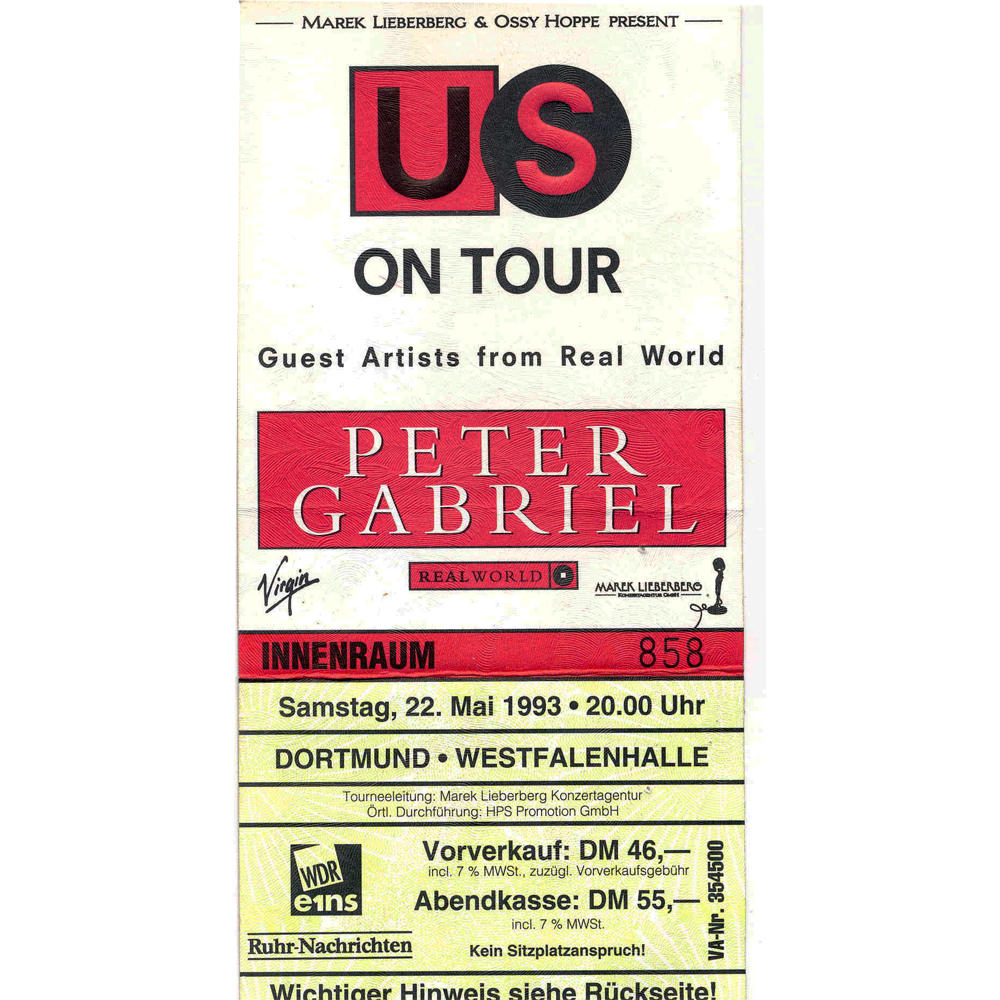 MAREK LIEBERBERG & OSSY HOPPE PRESENT
US
ON TOUR
Guest Artists from Real World
PETER
GABRIEL
Virgin
REALWORLD
MAREK LIEBERBERG
KONZERTAGENTUR GMBH
INNENRAUM 858
Samstag, 22. Mai 1993 • 20.00 Uhr
DORTMUND • WESTFALENHALLE
Tourneeleitung: Marek Lieberberg Konzertagentur
Örtl. Durchführung: HPS Promotion GmbH
WDR
eins
Ruhr-Nachrichten
Vorverkauf: DM 46,—
incl. 7 % MWSt., zuzügl. Vorverkaufsgebühr
Abendkasse: DM 55,—
incl. 7 % MWSt.
Kein Sitzplatzanspruch!
VA-Nr. 354500
Wichtiger Hinweis siehe Rückseite!